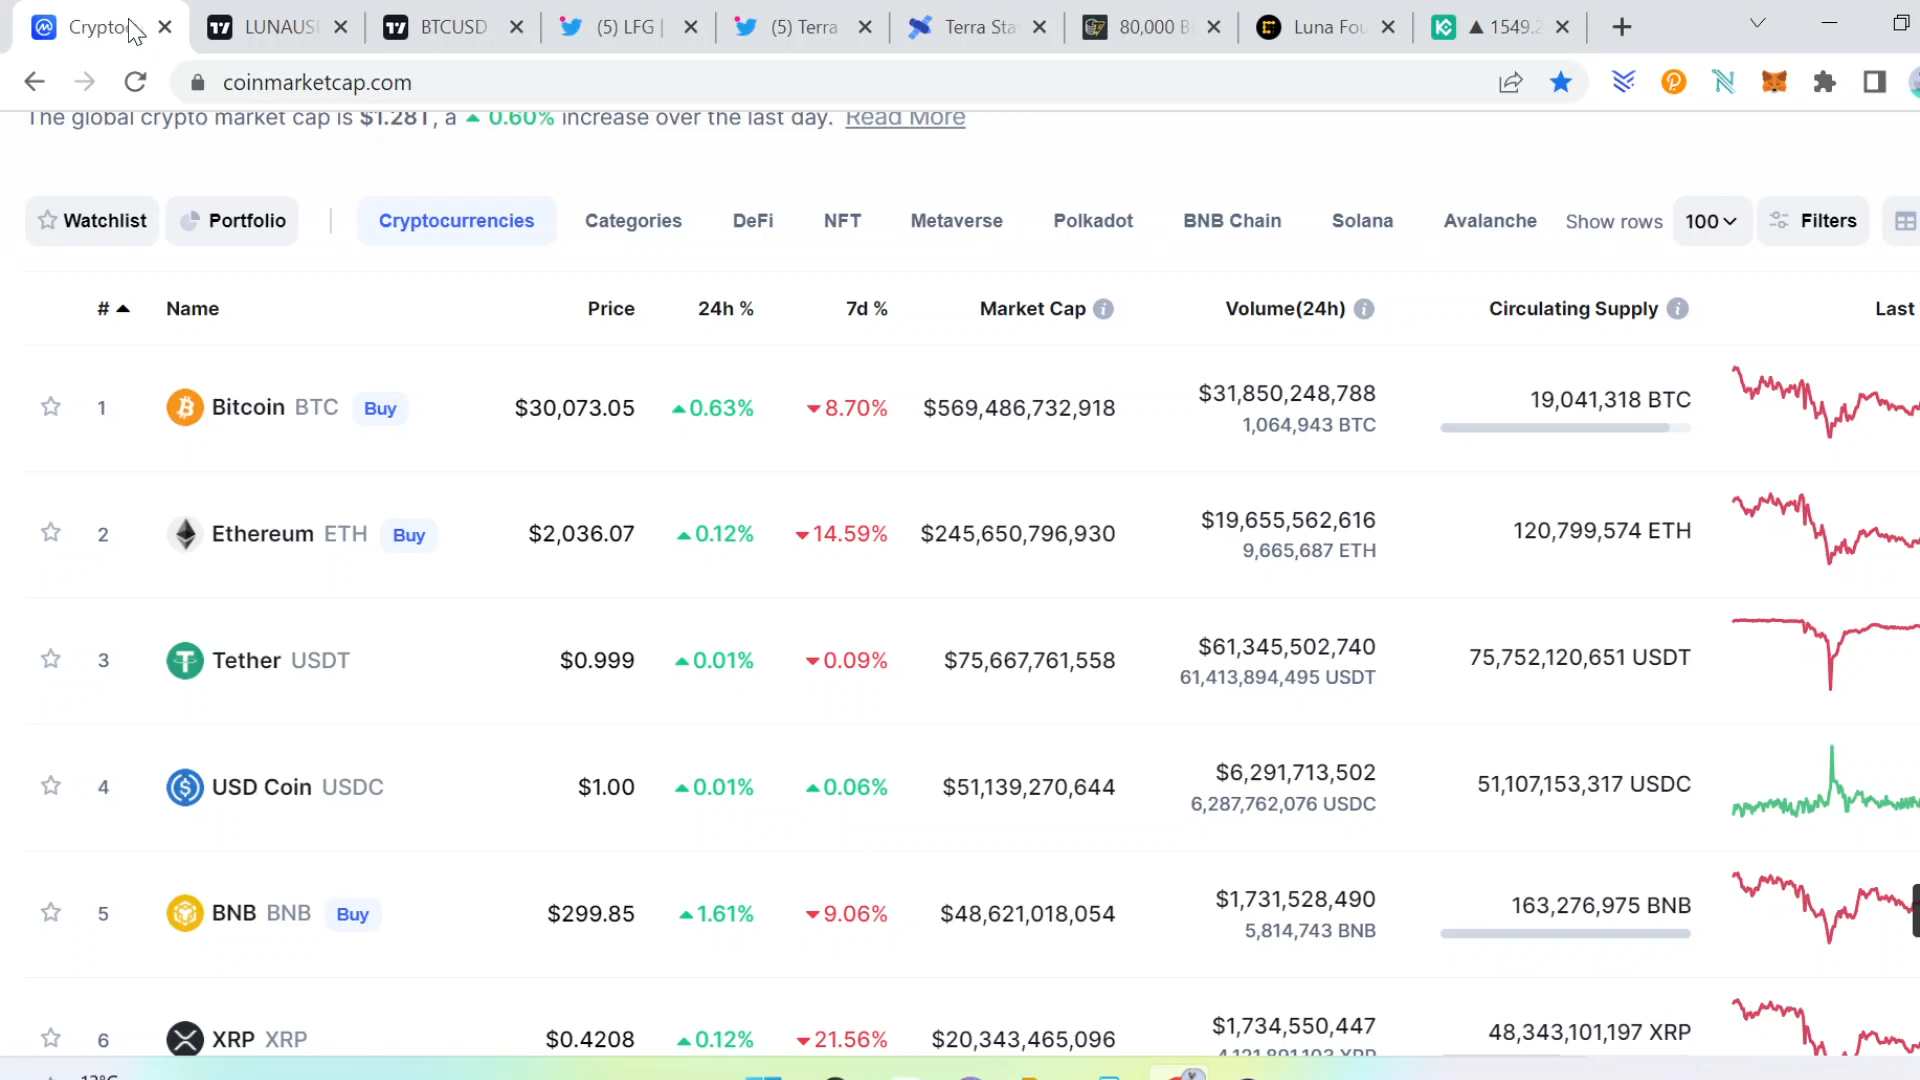 Crypto LUNAUS BTCUSD (5) LFG | (5) Terra Terra Sta 80,000 B Luna Fou ▲ 1549.2
coinmarketcap.com
The global crypto market cap is $1.28T, a ▲ 0.60% increase over the last day. Read More
Watchlist Portfolio | Cryptocurrencies Categories DeFi NFT Metaverse Polkadot BNB Chain Solana Avalanche Show rows 100 Filters
# Name Price 24h % 7d % Market Cap Volume(24h) Circulating Supply Last
1 Bitcoin BTC Buy $30,073.05 0.63% 8.70% $569,486,732,918 $31,850,248,788 19,041,318 BTC
1,064,943 BTC
2 Ethereum ETH Buy $2,036.07 0.12% 14.59% $245,650,796,930 $19,655,562,616 120,799,574 ETH
9,665,687 ETH
3 Tether USDT $0.999 0.01% 0.09% $75,667,761,558 $61,345,502,740 75,752,120,651 USDT
61,413,894,495 USDT
4 USD Coin USDC $1.00 0.01% 0.06% $51,139,270,644 $6,291,713,502 51,107,153,317 USDC
6,287,762,076 USDC
5 BNB BNB Buy $299.85 1.61% 9.06% $48,621,018,054 $1,731,528,490 163,276,975 BNB
5,814,743 BNB
6 XRP XRP $0.4208 0.12% 21.56% $20,343,465,096 $1,734,550,447 48,343,101,197 XRP